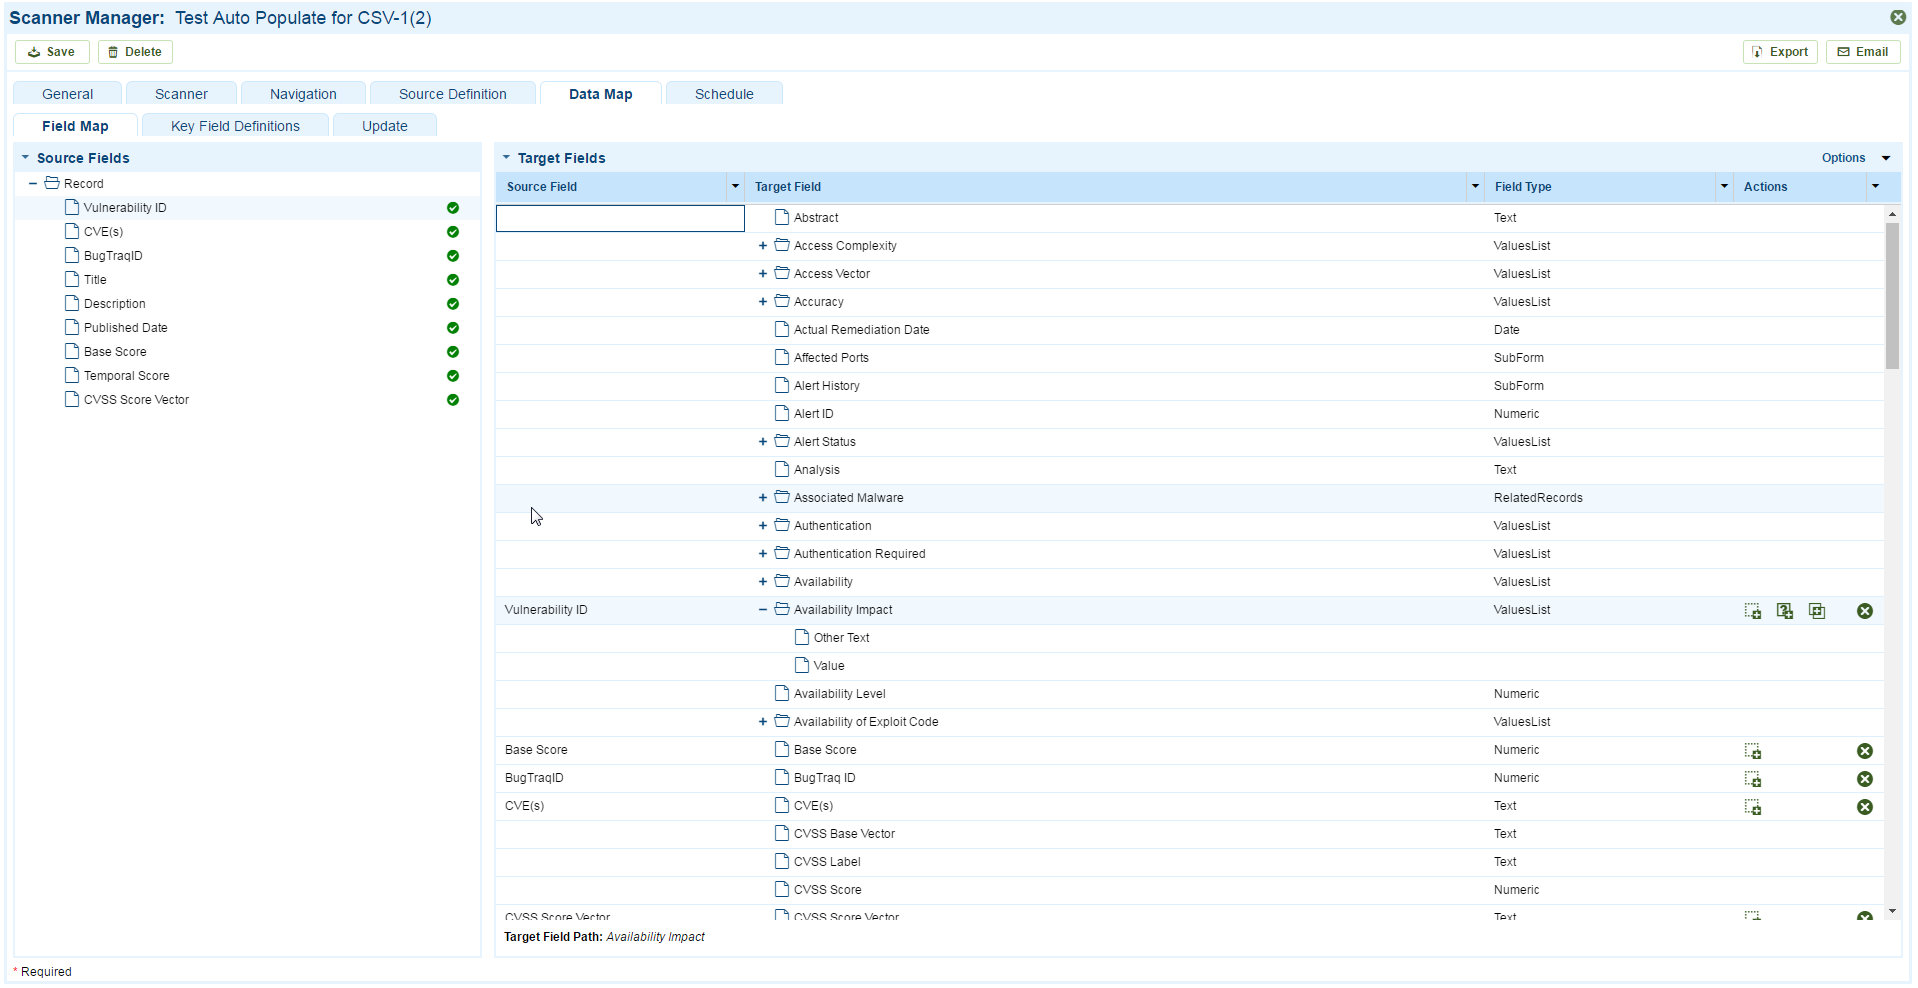 Scanner Manager: Test Auto Populate for CSV-1(2)
Save Delete Export Email
General Scanner Navigation Source Definition Data Map Schedule
Field Map Key Field Definitions Update
Source Fields
Record
Vulnerability ID
CVE(s)
BugTraqID
Title
Description
Published Date
Base Score
Temporal Score
CVSS Score Vector
Target Fields Options
Source Field Target Field Field Type Actions
Abstract Text
Access Complexity ValuesList
Access Vector ValuesList
Accuracy ValuesList
Actual Remediation Date Date
Affected Ports SubForm
Alert History SubForm
Alert ID Numeric
Alert Status ValuesList
Analysis Text
Associated Malware RelatedRecords
Authentication ValuesList
Authentication Required ValuesList
Availability ValuesList
Vulnerability ID Availability Impact ValuesList
Other Text
Value
Availability Level Numeric
Availability of Exploit Code ValuesList
Base Score Base Score Numeric
BugTraqID BugTraq ID Numeric
CVE(s) CVE(s) Text
CVSS Base Vector Text
CVSS Label Text
CVSS Score Numeric
CVSS Score Vector CVSS Score Vector Text
Target Field Path: Availability Impact
* Required